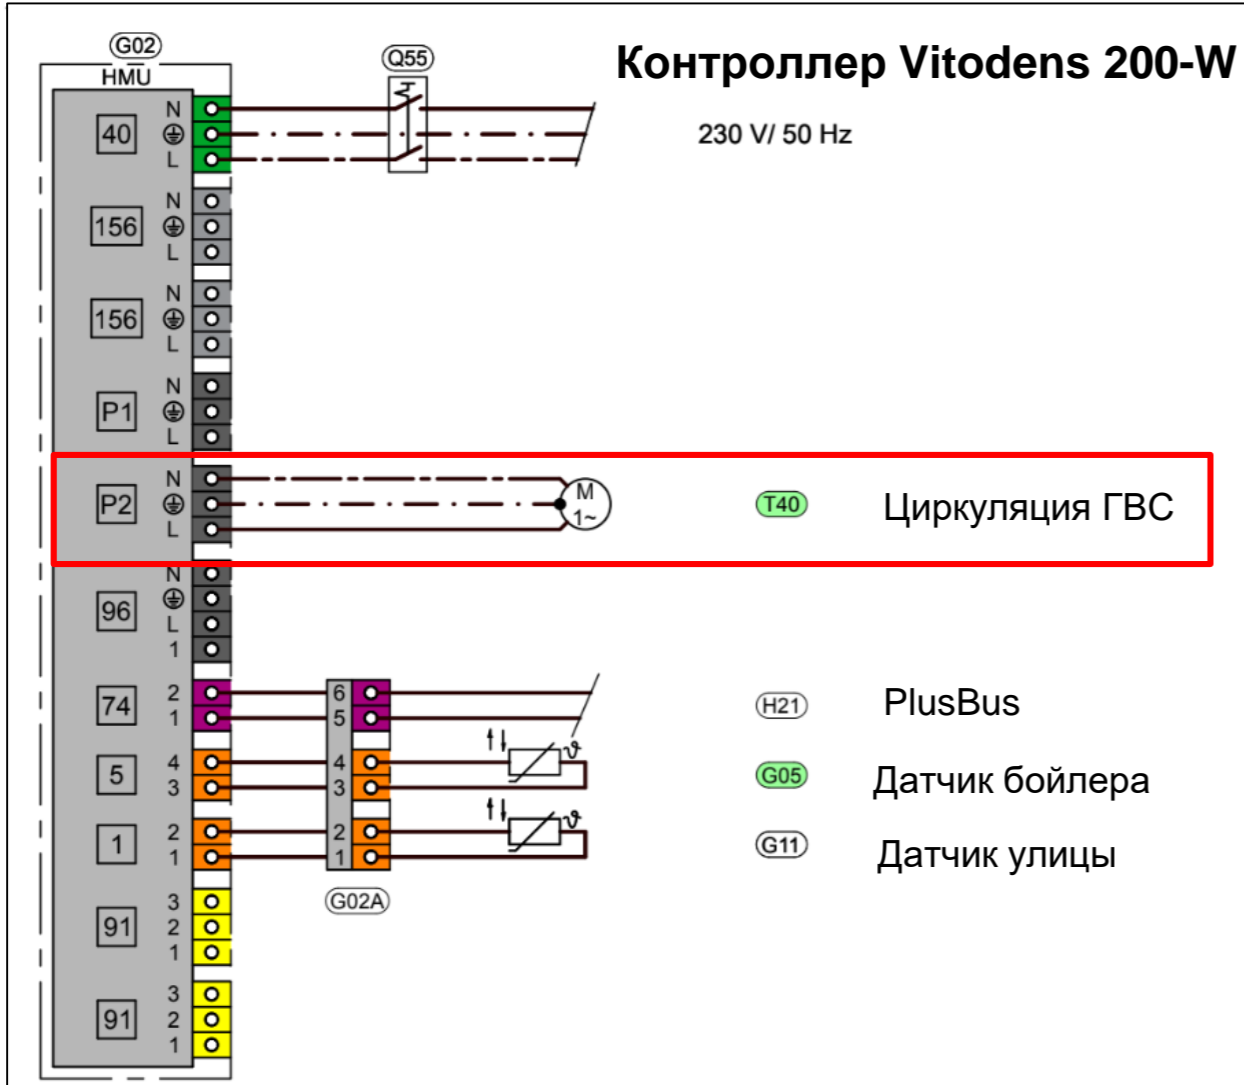 G02
HMU
Q55
Контроллер Vitodens 200-W
40
N
L
230 V/ 50 Hz
156
N
L
156
N
L
P1
N
L
P2
N
L
M
1~
T40
Циркуляция ГВС
96
N
L
1
74
2
1
6
5
H21
PlusBus
5
4
3
4
3
ϑ
G05
Датчик бойлера
1
2
1
2
1
ϑ
G11
Датчик улицы
G02A
91
3
2
1
91
3
2
1